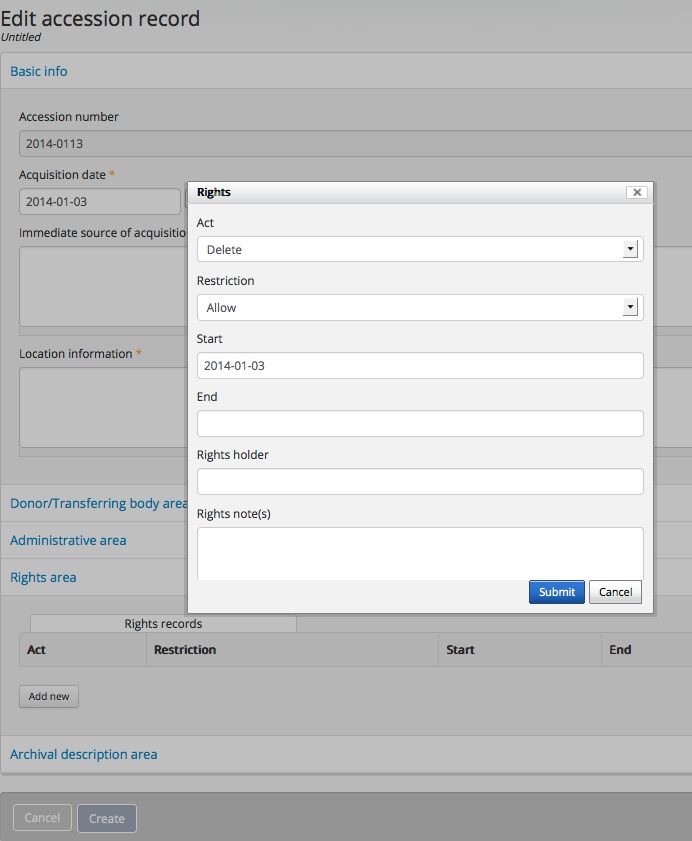 Edit accession record
Untitled
Basic info
Accession number
2014-0113
Acquisition date *
2014-01-03
Immediate source of acquisitio
Location information *
Donor/Transferring body area
Administrative area
Rights area
Rights records
Act Restriction Start End
Add new
Archival description area
Cancel Create
Rights
Act
Delete
Restriction
Allow
Start
2014-01-03
End
Rights holder
Rights note(s)
Submit Cancel